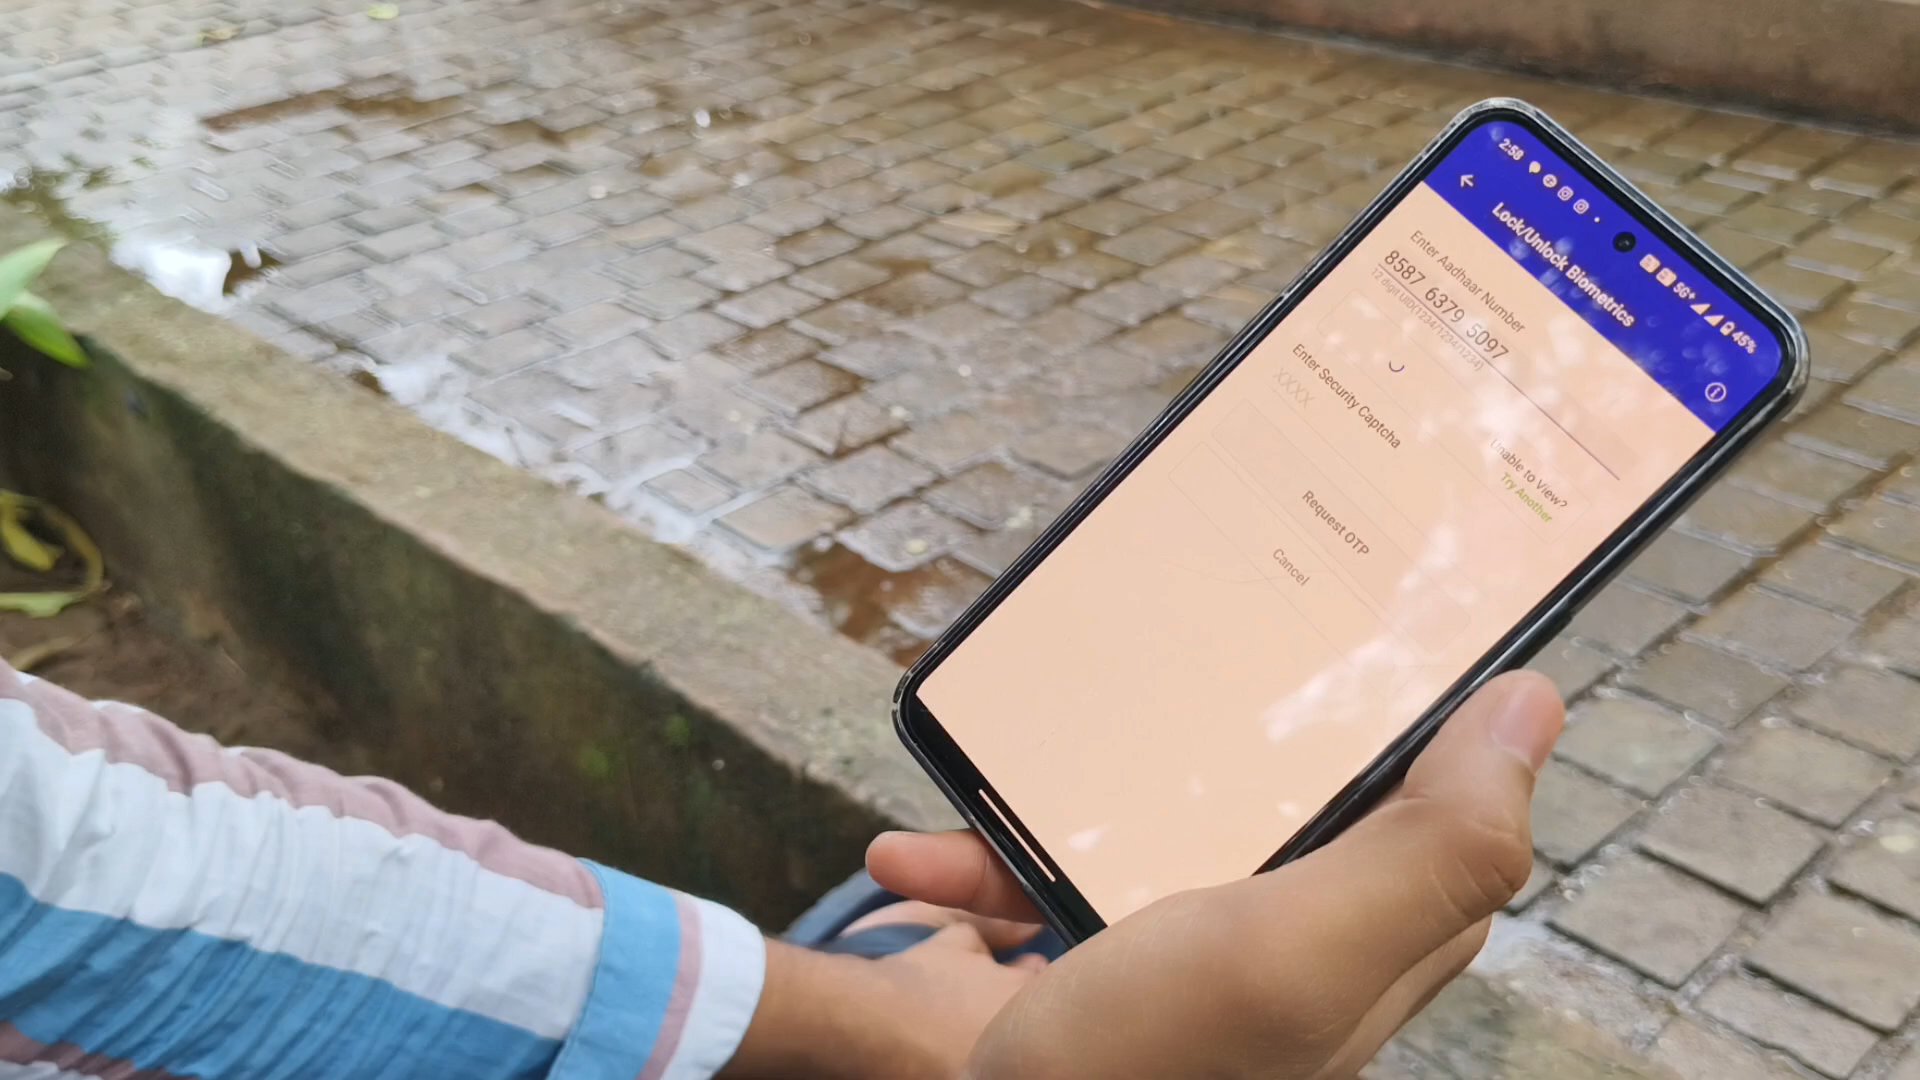 2:58 5G+ 45%
Lock/Unlock Biometrics
Enter Aadhaar Number
8587 6379 5097
12 digit UID(1234/1234/1234)
Enter Security Captcha
XXXX
Unable to View?
Try Another
Request OTP
Cancel